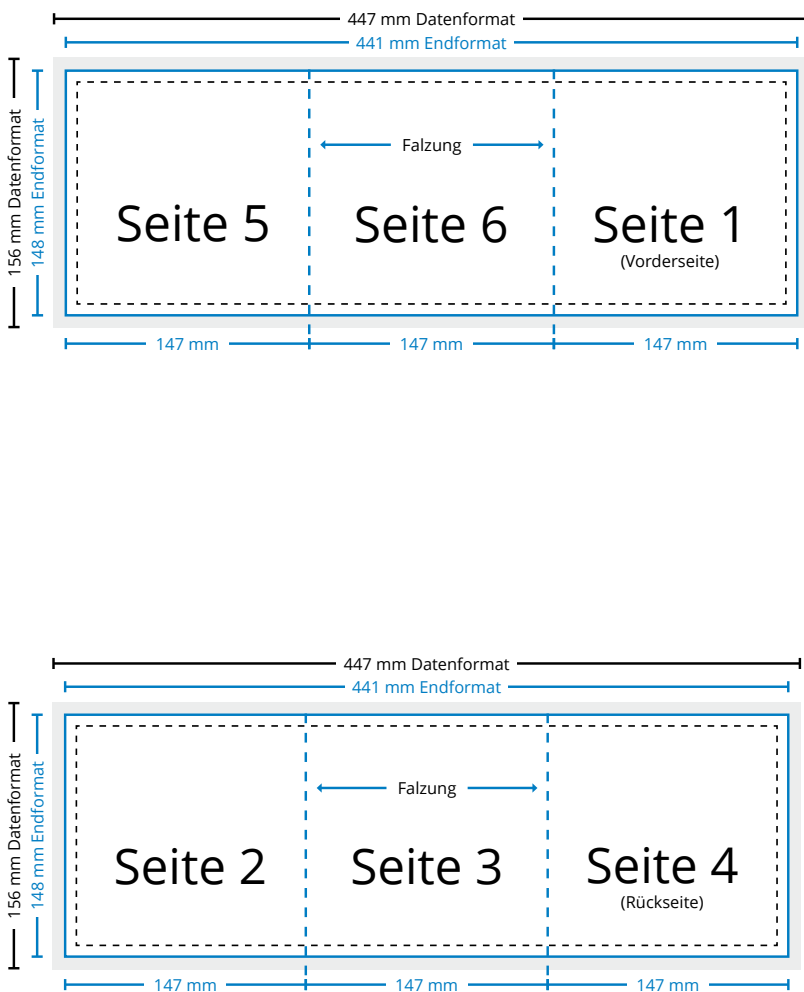 447 mm Datenformat
441 mm Endformat
156 mm Datenformat
148 mm Endformat
Falzung
Seite 5
Seite 6
Seite 1
(Vorderseite)
147 mm
147 mm
147 mm
447 mm Datenformat
441 mm Endformat
156 mm Datenformat
148 mm Endformat
Falzung
Seite 2
Seite 3
Seite 4
(Rückseite)
147 mm
147 mm
147 mm